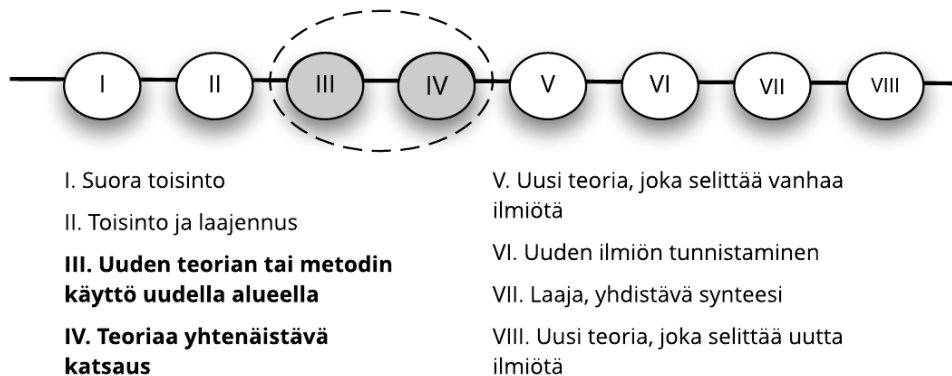 I II III IV V VI VII VIII
I. Suora toisinto
II. Toisinto ja laajennus
III. Uuden teorian tai metodin
käyttö uudella alueella
IV. Teoriaa yhtenäistävä
katsaus
V. Uusi teoria, joka selittää vanhaa
ilmiötä
VI. Uuden ilmiön tunnistaminen
VII. Laaja, yhdistävä synteesi
VIII. Uusi teoria, joka selittää uutta
ilmiötä